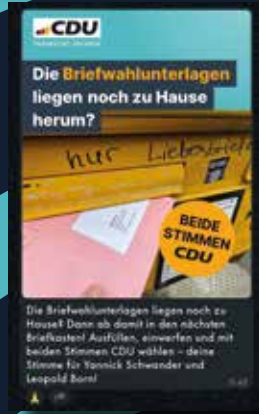 CDU
Die Briefwahlunterlagen
liegen noch zu Hause
herum?
nur Liebesbriefe
BEIDE
STIMMEN
CDU
Die Briefwahlunterlagen liegen noch zu
Hause? Dann ab damit in den nächsten
Briefkasten! Ausfüllen, einwerfen und mit
beiden Stimmen CDU wählen – deine
Stimme für Yannick Schwander und
Leopold Born!